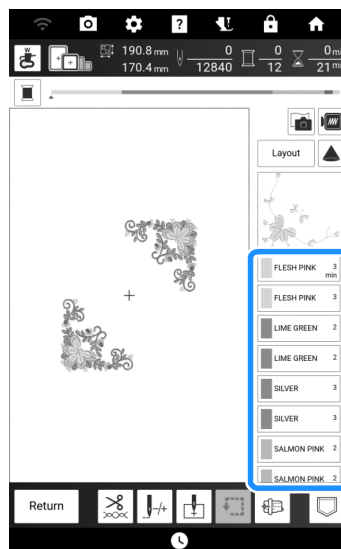 ?
W
190.8 mm
170.4 mm
0
12840
0
12
0 mi
21 m
Layout
FLESH PINK 3
min
FLESH PINK 3
LIME GREEN 2
LIME GREEN 2
SILVER 3
SILVER 3
SALMON PINK 2
SALMON PINK 2
Return
-/+